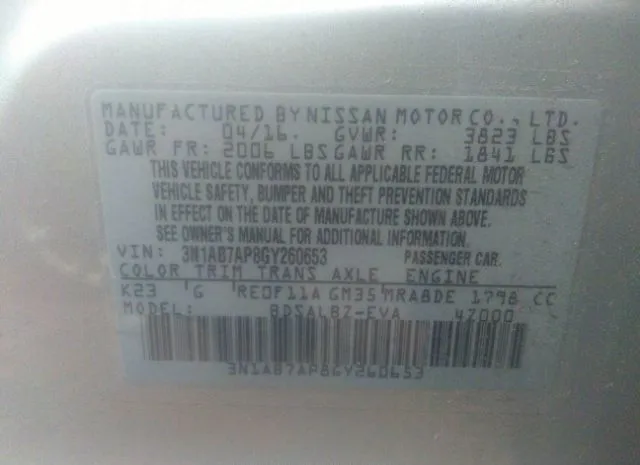 MANUFACTURED BY NISSAN MOTOR CO., LTD.
DATE: 04/16. GVWR: 3823 LBS
GAWR FR: 2006 LBS GAWR RR: 1841 LBS
THIS VEHICLE CONFORMS TO ALL APPLICABLE FEDERAL MOTOR
VEHICLE SAFETY, BUMPER AND THEFT PREVENTION STANDARDS
IN EFFECT ON THE DATE OF MANUFACTURE SHOWN ABOVE.
SEE OWNER'S MANUAL FOR ADDITIONAL INFORMATION.
VIN: 3N1AB7AP8GY260653 PASSENGER CAR.
COLOR TRIM TRANS AXLE ENGINE
K23 G RE0F11A GM35 MRA8DE 1798 CC
MODEL: BDSALBZ-EVA 47000
3N1AB7AP8GY260653